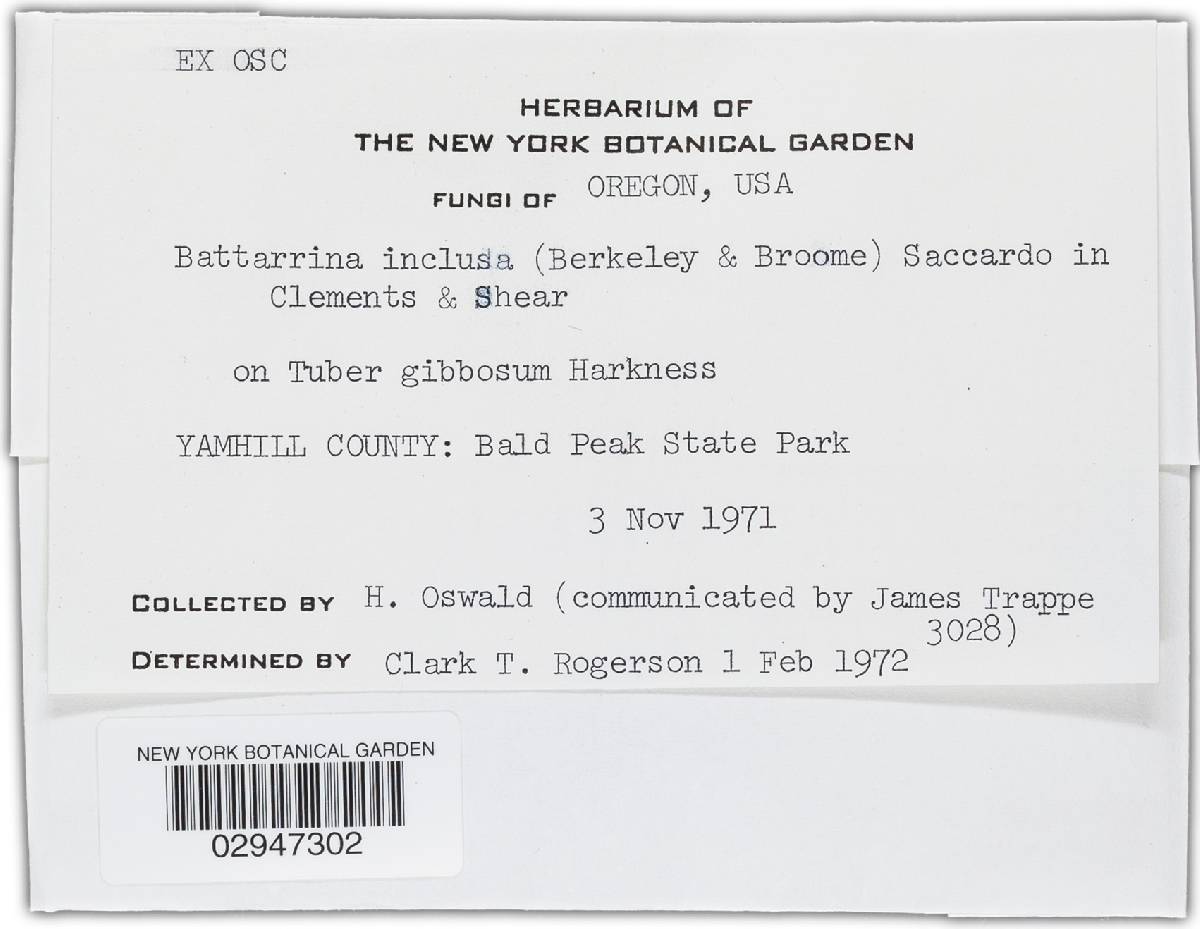 EX OSC
HERBARIUM OF
THE NEW YORK BOTANICAL GARDEN
FUNGI OF OREGON, USA
Battarrina inclusa (Berkeley & Broome) Saccardo in
Clements & Shear
on Tuber gibbosum Harkness
YAMHILL COUNTY: Bald Peak State Park
3 Nov 1971
COLLECTED BY H. Oswald (communicated by James Trappe
3028)
DETERMINED BY Clark T. Rogerson 1 Feb 1972
NEW YORK BOTANICAL GARDEN
02947302